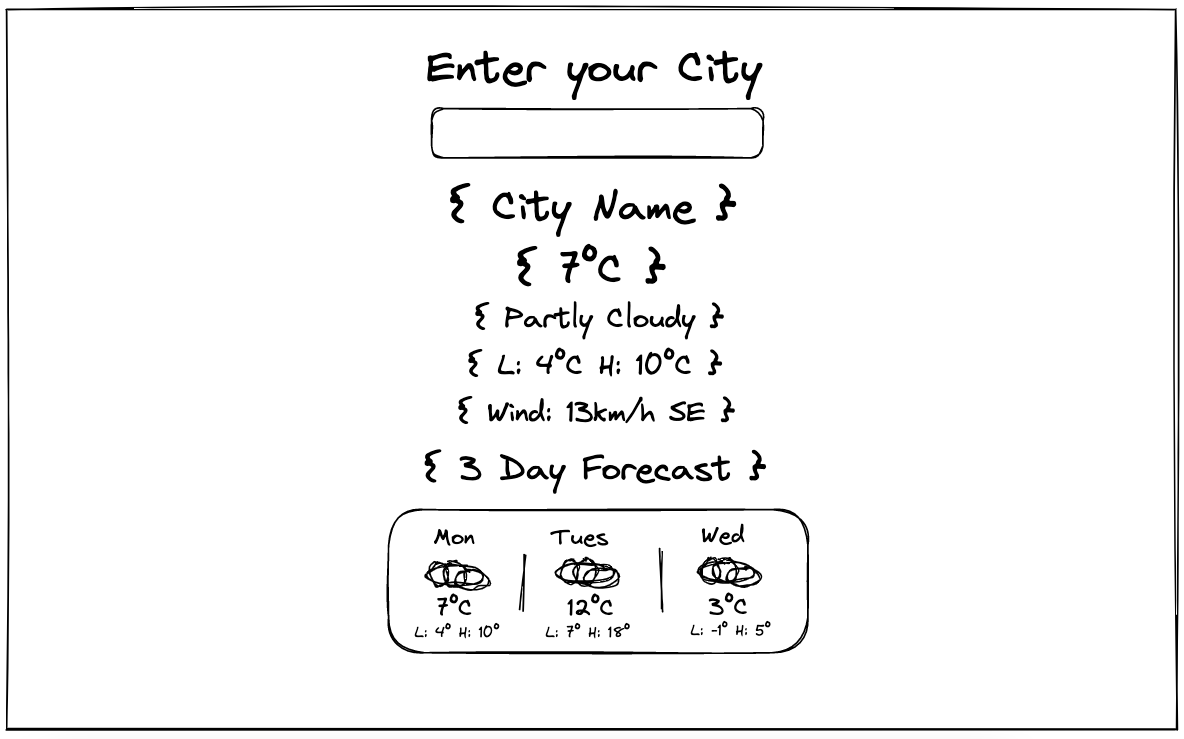 Enter your City
{ City Name }
{ 7°C }
{ Partly Cloudy }
{ L: 4°C H: 10°C }
{ Wind: 13km/h SE }
{ 3 Day Forecast }
Mon Tues Wed
7°C 12°C 3°C
L: 4° H: 10° L: 7° H: 18° L: -1° H: 5°